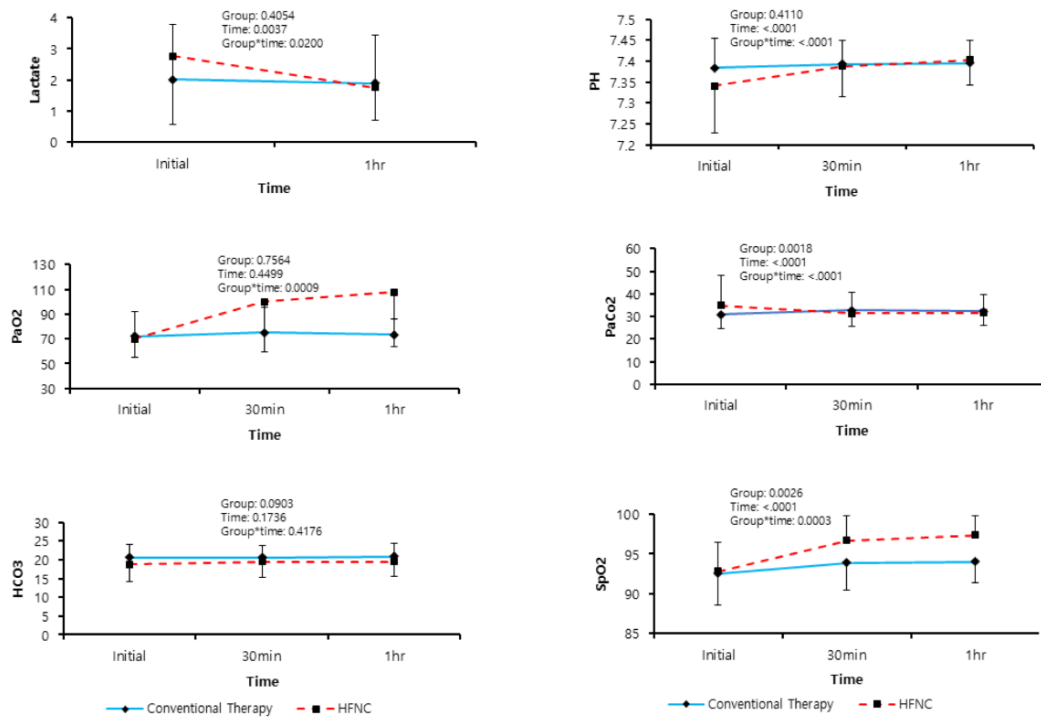 Group: 0.4054
Time: 0.0037
Group*time: 0.0200
4
3
2
1
0
Lactate
Initial
1hr
Time
Group: 0.4110
Time: <.0001
Group*time: <.0001
7.5
7.45
7.4
7.35
7.3
7.25
7.2
PH
Initial
30min
1hr
Time
Group: 0.7564
Time: 0.4499
Group*time: 0.0009
130
110
90
70
50
30
PaO2
Initial
30min
1hr
Time
Group: 0.0018
Time: <.0001
Group*time: <.0001
60
50
40
30
20
10
0
PaCo2
Initial
30min
1hr
Time
Group: 0.0903
Time: 0.1736
Group*time: 0.4176
30
25
20
15
10
5
0
HCO3
Initial
30min
1hr
Time
Conventional Therapy
HFNC
Group: 0.0026
Time: <.0001
Group*time: 0.0003
100
95
90
85
SpO2
Initial
30min
1hr
Time
Conventional Therapy
HFNC